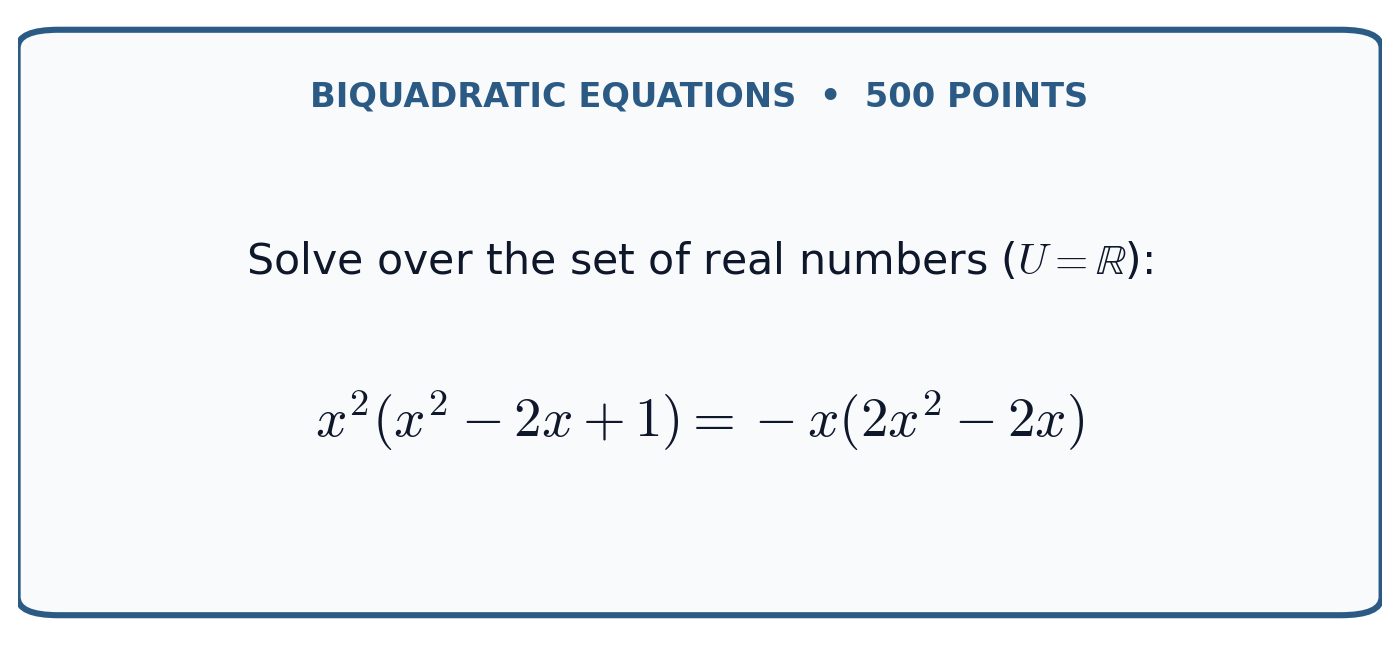 BIQUADRATIC EQUATIONS • 500 POINTS
Solve over the set of real numbers (U = ℝ):
x²(x² − 2x + 1) = −x(2x² − 2x)